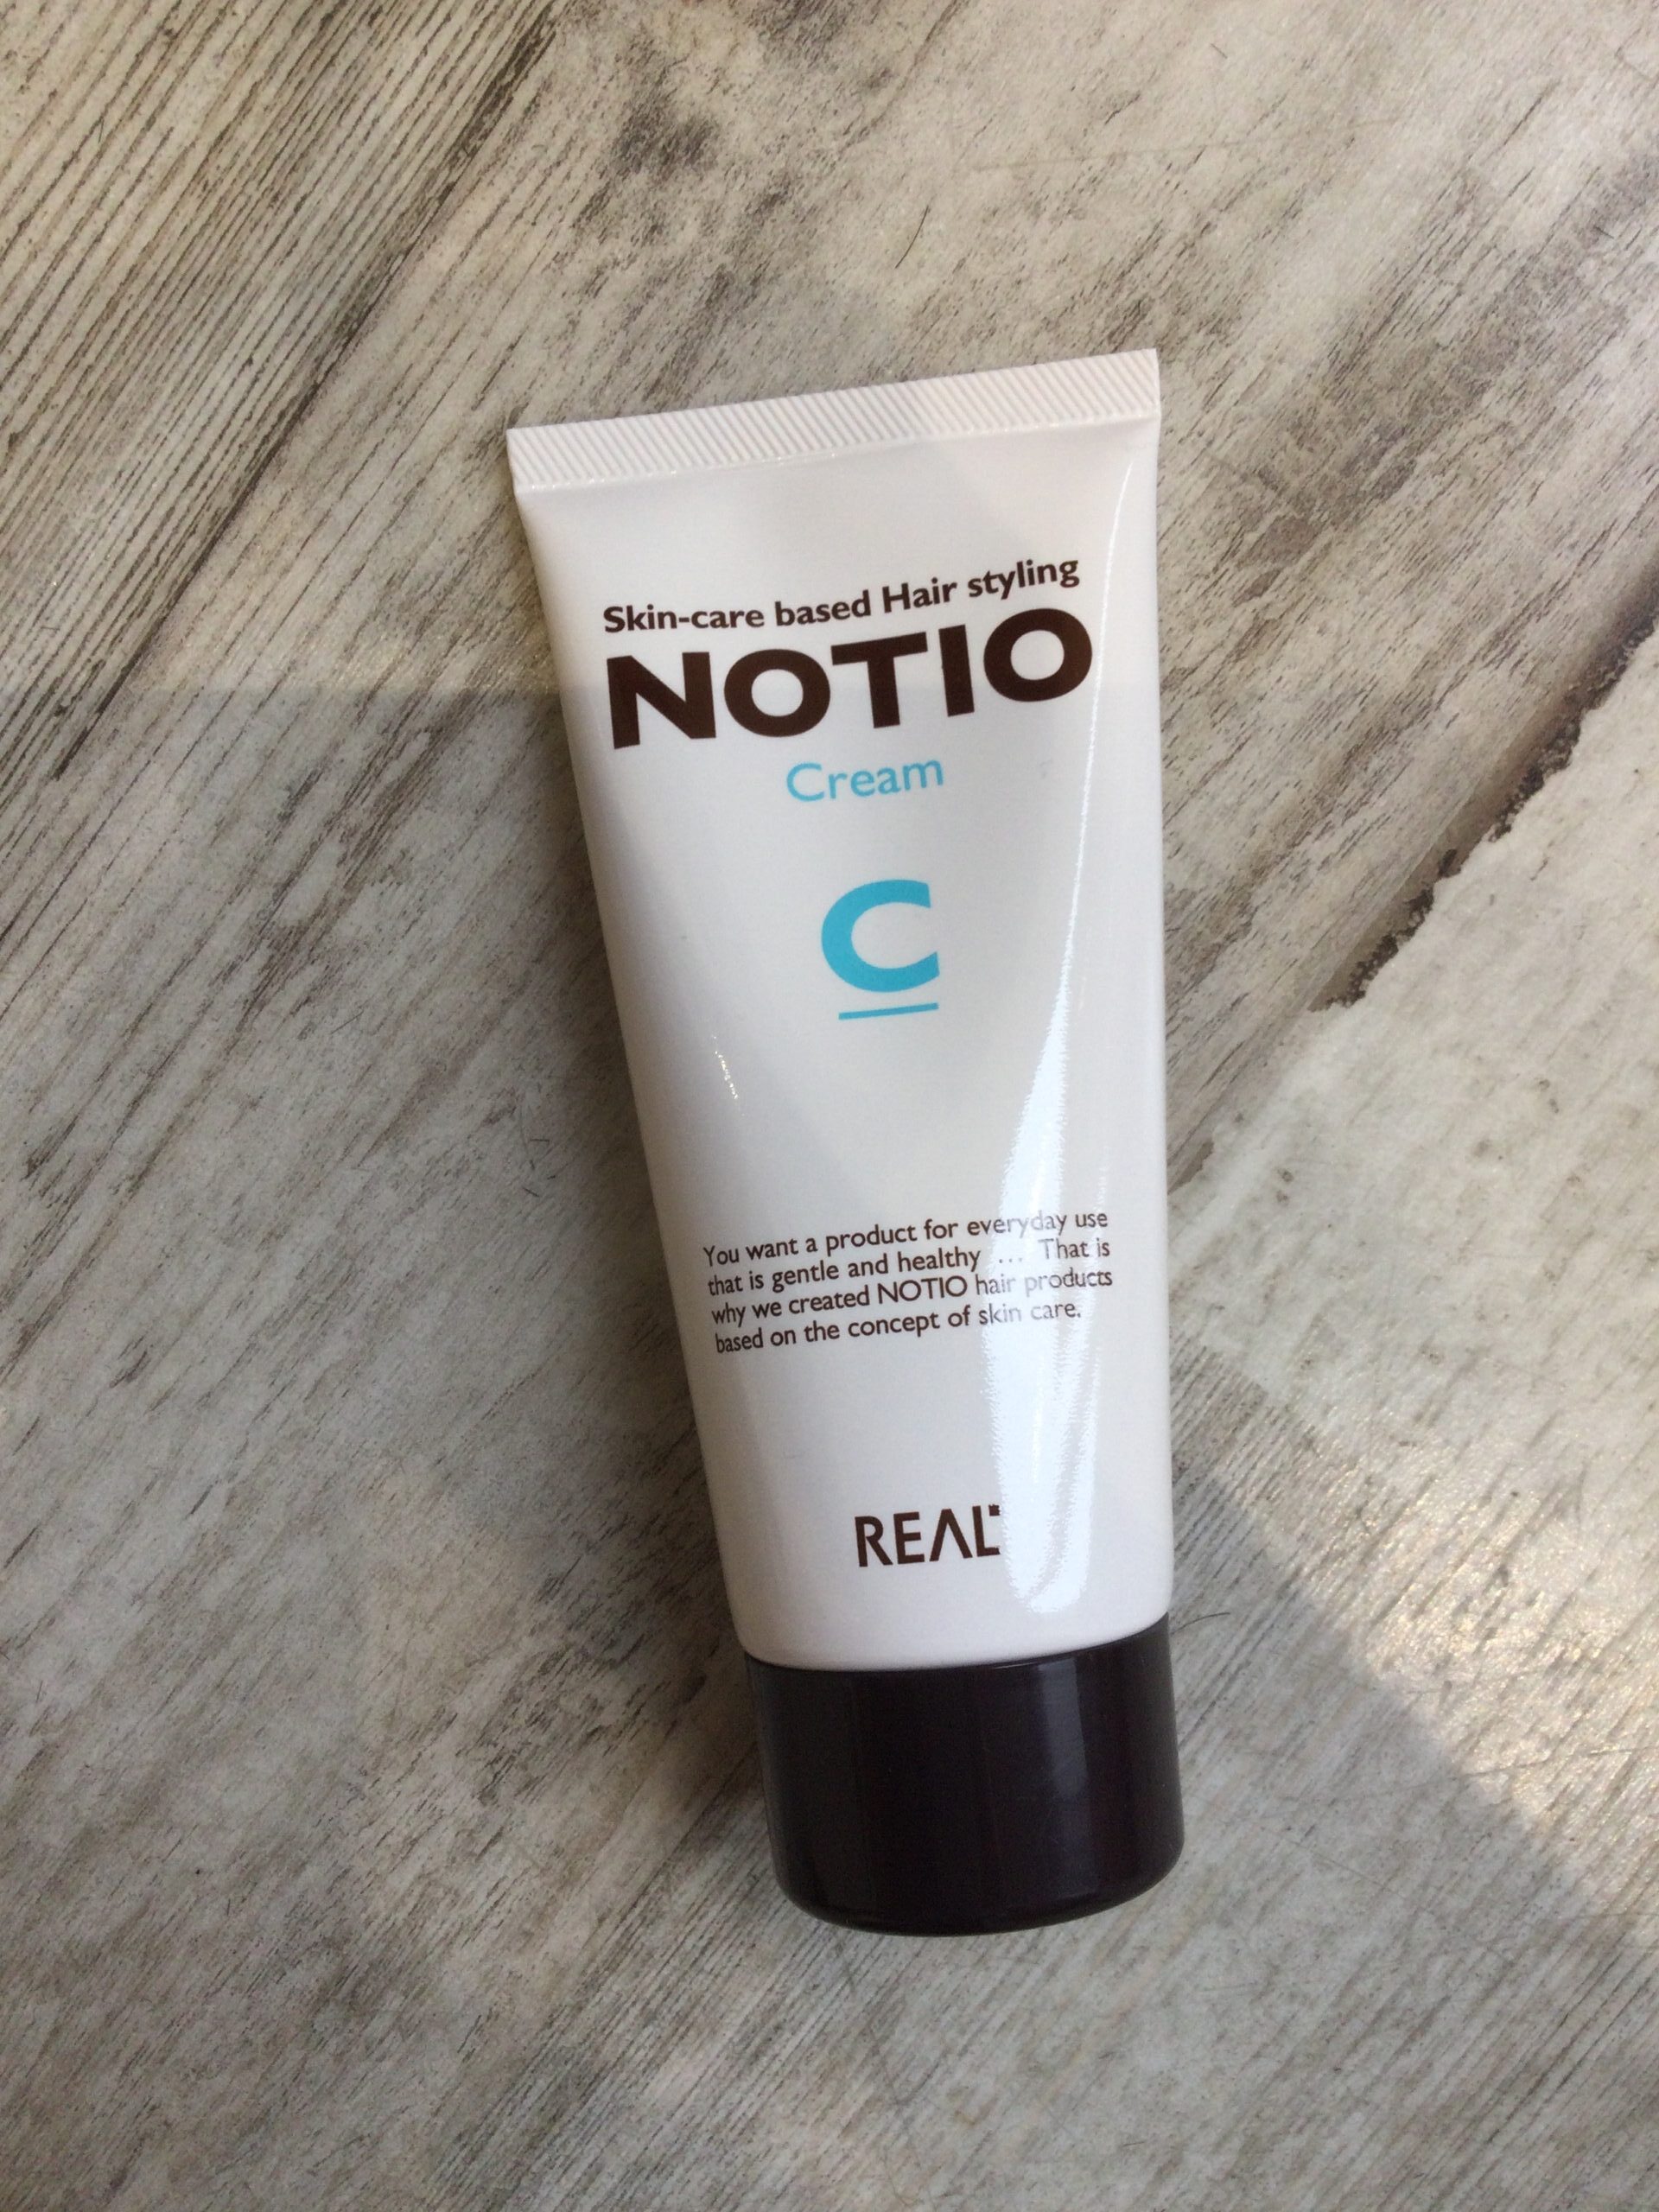 Skin-care based Hair styling
NOTIO
Cream
C
You want a product for everyday use
that is gentle and healthy ... That is
why we created NOTIO hair products
based on the concept of skin care.
REAL